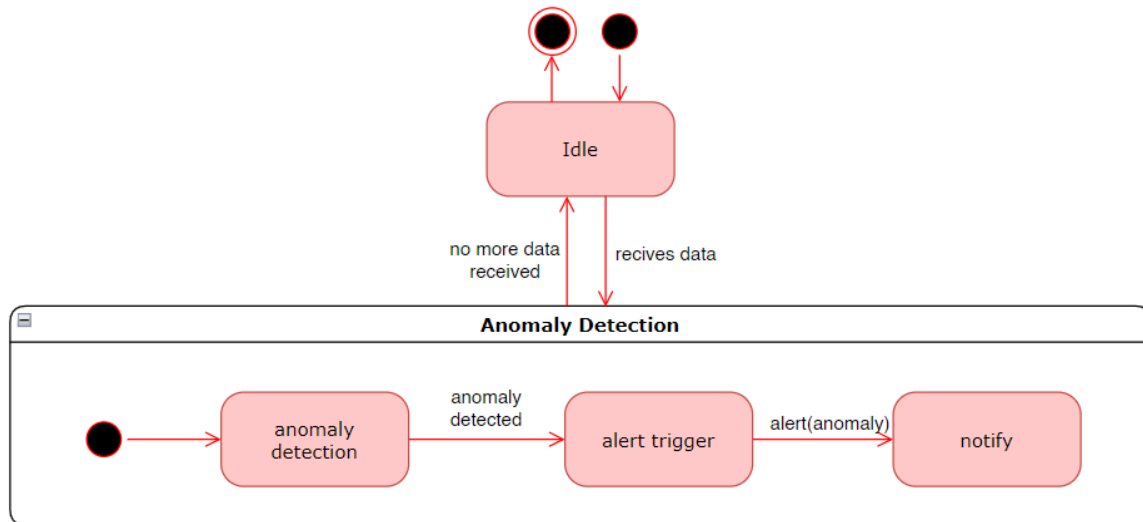 Idle
no more data
received
recives data
Anomaly Detection
anomaly
detection
anomaly
detected
alert trigger
alert(anomaly)
notify